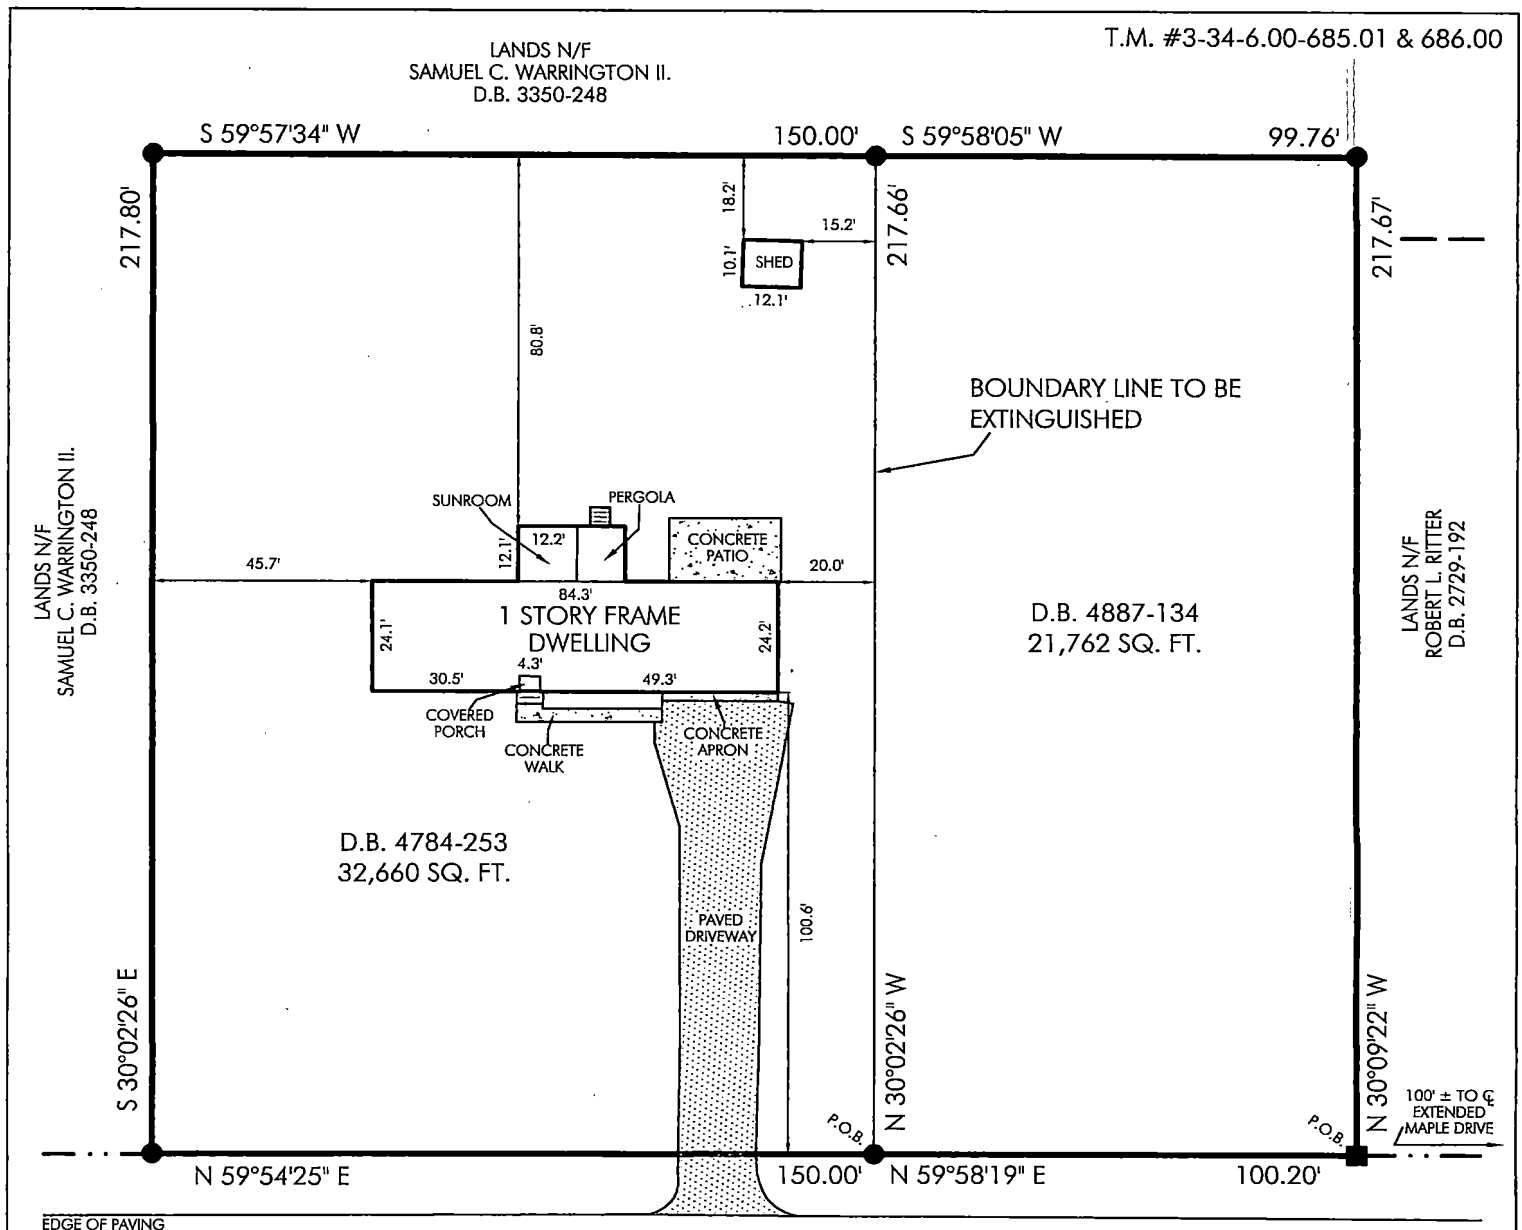 T.M. #3-34-6.00-685.01 & 686.00
LANDS N/F
SAMUEL C. WARRINGTON II.
D.B. 3350-248
S 59°57'34" W
150.00'
S 59°58'05" W
99.76'
217.80'
18.2'
15.2'
217.66'
217.67'
10.1'
SHED
12.1'
80.8'
BOUNDARY LINE TO BE
EXTINGUISHED
LANDS N/F
SAMUEL C. WARRINGTON II.
D.B. 3350-248
SUNROOM
PERGOLA
12.1'
12.2'
CONCRETE
PATIO
45.7'
20.0'
84.3'
1 STORY FRAME
DWELLING
24.1'
24.2'
4.3'
30.5'
49.3'
D.B. 4887-134
21,762 SQ. FT.
LANDS N/F
ROBERT L. RITTER
D.B. 2729-192
COVERED
PORCH
CONCRETE
WALK
CONCRETE
APRON
D.B. 4784-253
32,660 SQ. FT.
PAVED
DRIVEWAY
100.6'
S 30°02'26" E
N 30°02'26" W
N 30°09'22" W
P.O.B.
P.O.B.
100' ± TO ℄
EXTENDED
MAPLE DRIVE
N 59°54'25" E
150.00'
N 59°58'19" E
100.20'
EDGE OF PAVING